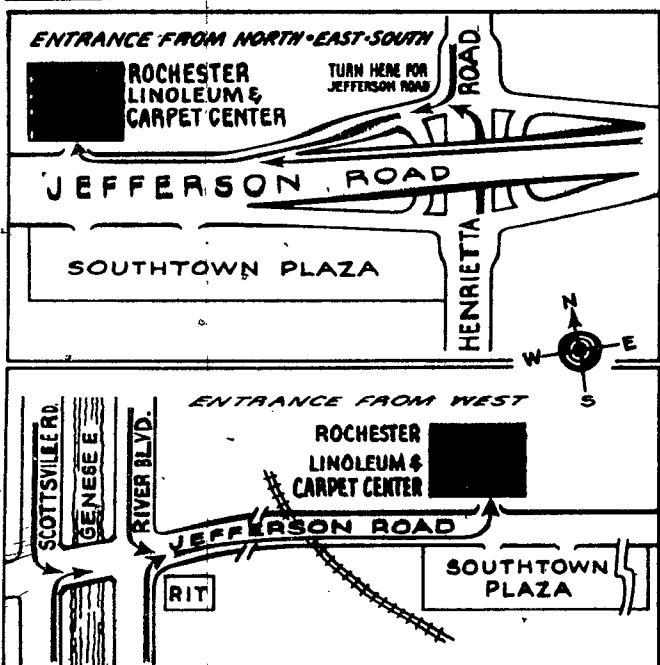 ENTRANCE FROM NORTH•EAST•SOUTH
ROCHESTER
LINOLEUM &
CARPET CENTER
TURN HERE FOR
JEFFERSON ROAD
ROAD
JEFFERSON ROAD
HENRIETTA
SOUTHTOWN PLAZA
N
W E
S
ENTRANCE FROM WEST
SCOTTSVILLE RD.
GENESEE
RIVER BLVD.
ROCHESTER
LINOLEUM &
CARPET CENTER
JEFFERSON ROAD
RIT
SOUTHTOWN
PLAZA